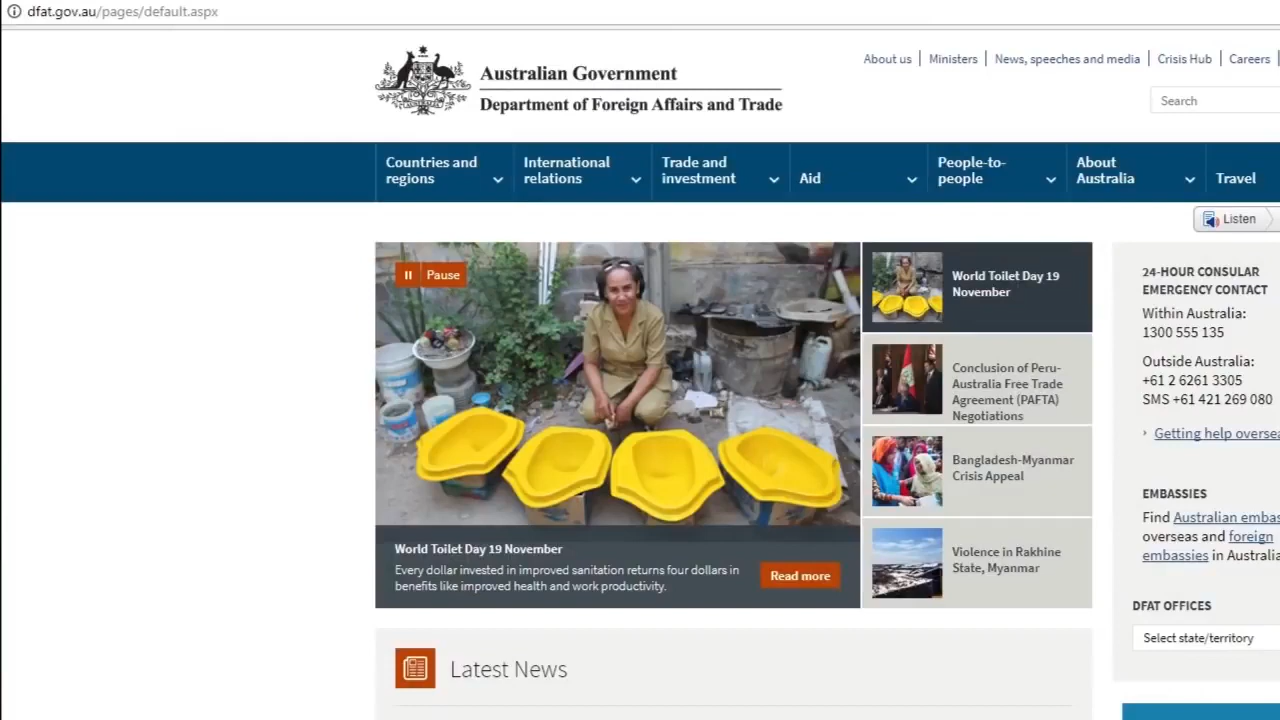 dfat.gov.au/pages/default.aspx
Australian Government
Department of Foreign Affairs and Trade
About us
Ministers
News, speeches and media
Crisis Hub
Careers
Search
Countries and
regions
International
relations
Trade and
investment
Aid
People-to-
people
About
Australia
Travel
Listen
Pause
World Toilet Day 19 November
Every dollar invested in improved sanitation returns four dollars in
benefits like improved health and work productivity.
Read more
World Toilet Day 19
November
Conclusion of Peru-
Australia Free Trade
Agreement (PAFTA)
Negotiations
Bangladesh-Myanmar
Crisis Appeal
Violence in Rakhine
State, Myanmar
24-HOUR CONSULAR
EMERGENCY CONTACT
Within Australia:
1300 555 135
Outside Australia:
+61 2 6261 3305
SMS +61 421 269 080
Getting help oversea
EMBASSIES
Find Australian embas
overseas and foreign
embassies in Australia
DFAT OFFICES
Select state/territory
Latest News